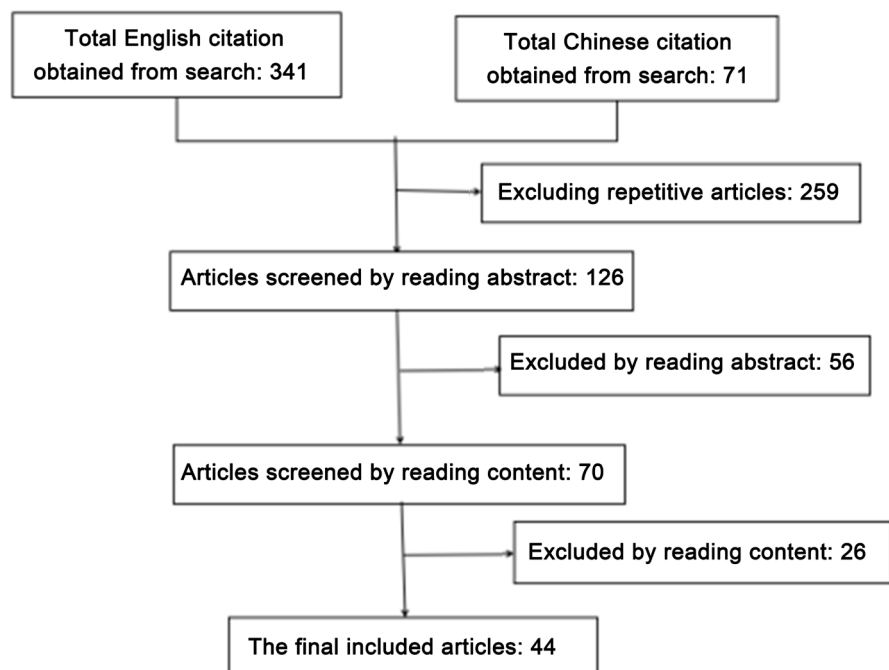 Total English citation
obtained from search: 341
Total Chinese citation
obtained from search: 71
Excluding repetitive articles: 259
Articles screened by reading abstract: 126
Excluded by reading abstract: 56
Articles screened by reading content: 70
Excluded by reading content: 26
The final included articles: 44